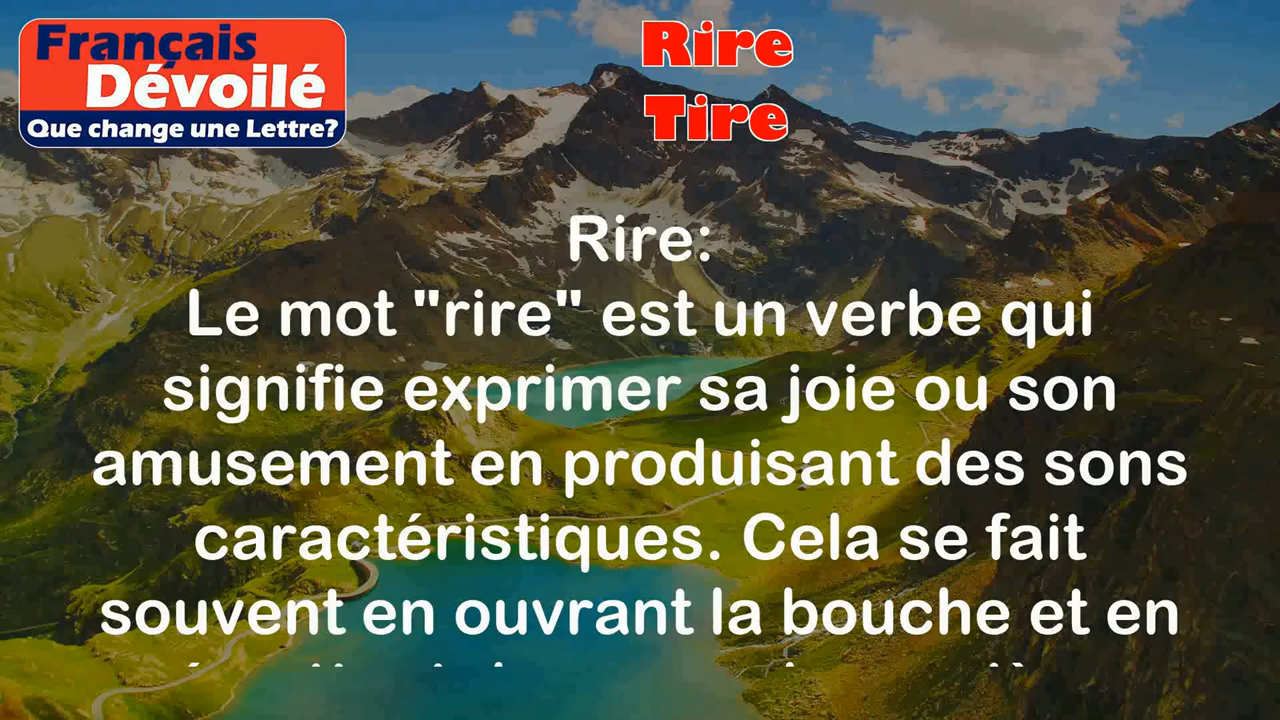 Français
Dévoilé
Que change une Lettre?
Rire
Tire
Rire:
Le mot "rire" est un verbe qui
signifie exprimer sa joie ou son
amusement en produisant des sons
caractéristiques. Cela se fait
souvent en ouvrant la bouche et en